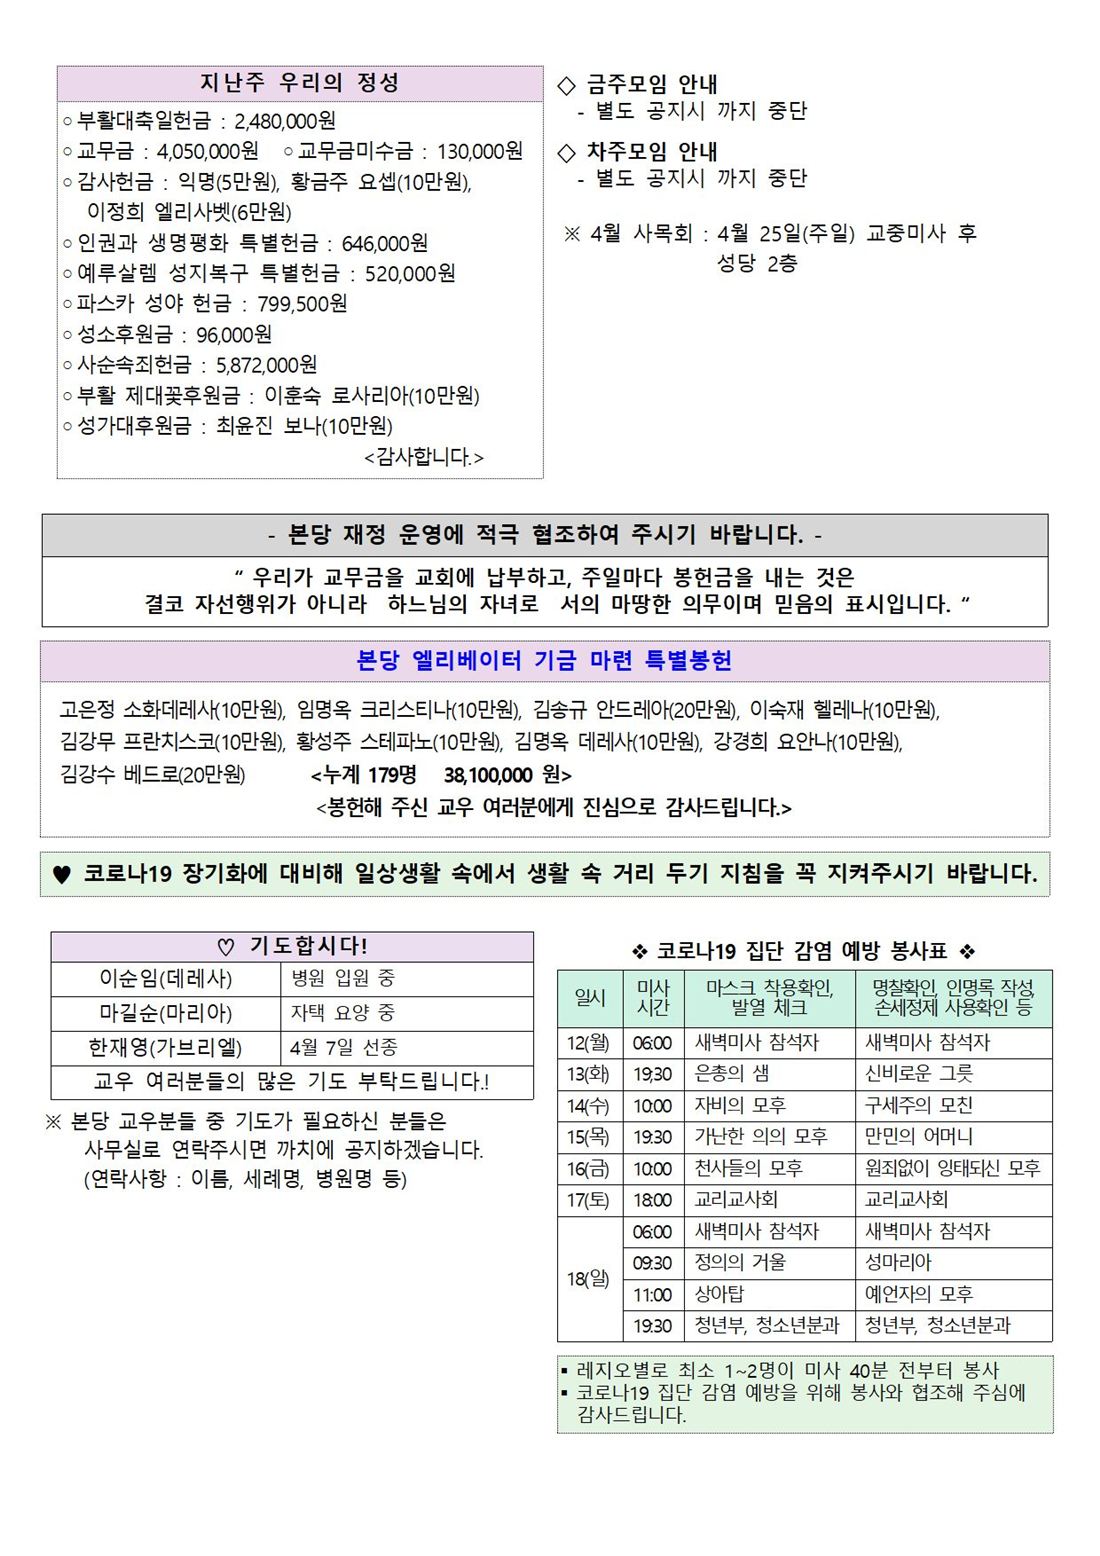 지난주 우리의 정성
○ 부활대축일헌금 : 2,480,000원
○ 교무금 : 4,050,000원 ○ 교무금미수금 : 130,000원
○ 감사헌금 : 익명(5만원), 황금주 요셉(10만원),
이정희 엘리사벳(6만원)
○ 인권과 생명평화 특별헌금 : 646,000원
○ 예루살렘 성지복구 특별헌금 : 520,000원
○ 파스카 성야 헌금 : 799,500원
○ 성소후원금 : 96,000원
○ 사순속죄헌금 : 5,872,000원
○ 부활 제대꽃후원금 : 이훈숙 로사리아(10만원)
○ 성가대후원금 : 최윤진 보나(10만원)
<감사합니다.>
◇ 금주모임 안내
- 별도 공지시 까지 중단
◇ 차주모임 안내
- 별도 공지시 까지 중단
※ 4월 사목회 : 4월 25일(주일) 교중미사 후
성당 2층
- 본당 재정 운영에 적극 협조하여 주시기 바랍니다. -
“ 우리가 교무금을 교회에 납부하고, 주일마다 봉헌금을 내는 것은
결코 자선행위가 아니라 하느님의 자녀로 서의 마땅한 의무이며 믿음의 표시입니다. “
본당 엘리베이터 기금 마련 특별봉헌
고은정 소화데레사(10만원), 임명옥 크리스티나(10만원), 김송규 안드레아(20만원), 이숙재 헬레나(10만원),
김강무 프란치스코(10만원), 황성주 스테파노(10만원), 김명옥 데레사(10만원), 강경희 요안나(10만원),
김강수 베드로(20만원) <누계 179명 38,100,000 원>
<봉헌해 주신 교우 여러분에게 진심으로 감사드립니다.>
♥ 코로나19 장기화에 대비해 일상생활 속에서 생활 속 거리 두기 지침을 꼭 지켜주시기 바랍니다.
♡ 기도합시다!
이순임(데레사) 병원 입원 중
마길순(마리아) 자택 요양 중
한재영(가브리엘) 4월 7일 선종
교우 여러분들의 많은 기도 부탁드립니다.!
※ 본당 교우분들 중 기도가 필요하신 분들은
사무실로 연락주시면 까치에 공지하겠습니다.
(연락사항 : 이름, 세례명, 병원명 등)
❖ 코로나19 집단 감염 예방 봉사표 ❖
일시 미사 시간 마스크 착용확인, 발열 체크 명찰확인, 인명록 작성, 손세정제 사용확인 등
12(월) 06:00 새벽미사 참석자 새벽미사 참석자
13(화) 19;30 은총의 샘 신비로운 그릇
14(수) 10:00 자비의 모후 구세주의 모친
15(목) 19:30 가난한 의의 모후 만민의 어머니
16(금) 10:00 천사들의 모후 원죄없이 잉태되신 모후
17(토) 18:00 교리교사회 교리교사회
18(일) 06:00 새벽미사 참석자 새벽미사 참석자
09:30 정의의 거울 성마리아
11:00 상아탑 예언자의 모후
19:30 청년부, 청소년분과 청년부, 청소년분과
▪ 레지오별로 최소 1~2명이 미사 40분 전부터 봉사
▪ 코로나19 집단 감염 예방을 위해 봉사와 협조해 주심에
감사드립니다.